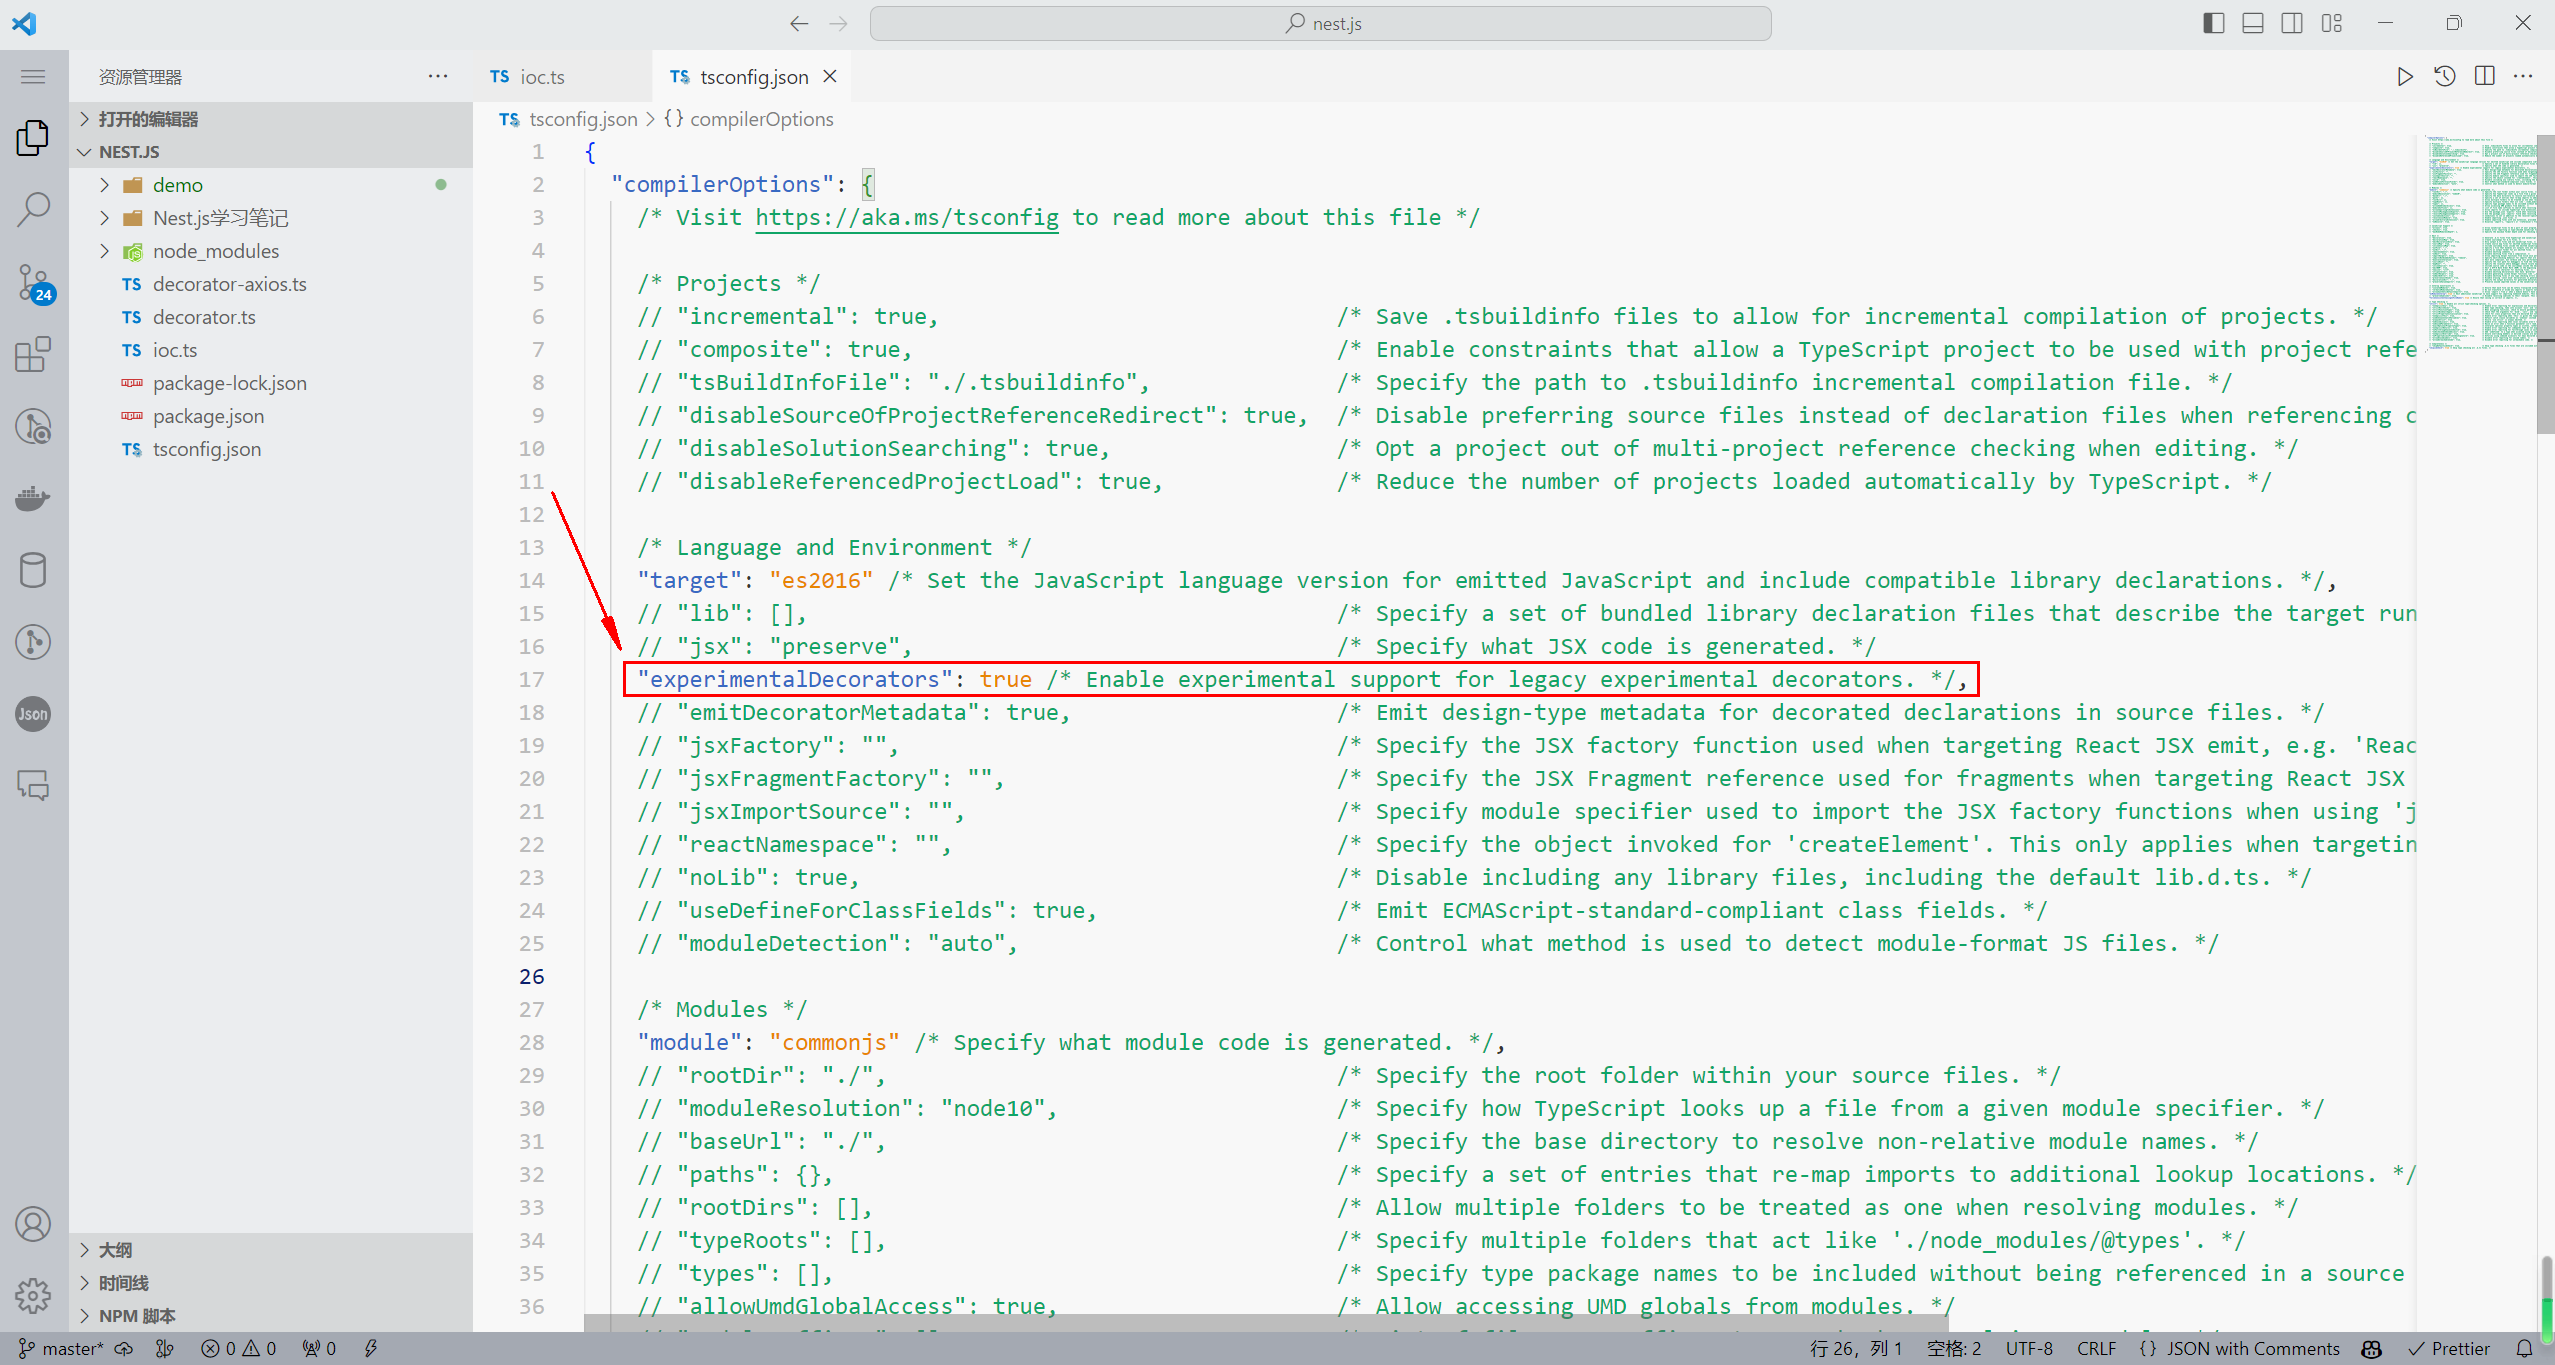 nest.js
资源管理器
打开的编辑器
NEST.JS
demo
Nest.js学习笔记
node_modules
TS decorator-axios.ts
TS decorator.ts
TS ioc.ts
package-lock.json
package.json
TS tsconfig.json
24
Json
大纲
时间线
NPM 脚本
TS ioc.ts
TS tsconfig.json
TS tsconfig.json > {} compilerOptions
1 {
2 "compilerOptions": {
3 /* Visit https://aka.ms/tsconfig to read more about this file */
4
5 /* Projects */
6 // "incremental": true, /* Save .tsbuildinfo files to allow for incremental compilation of projects. */
7 // "composite": true, /* Enable constraints that allow a TypeScript project to be used with project refe
8 // "tsBuildInfoFile": "./.tsbuildinfo", /* Specify the path to .tsbuildinfo incremental compilation file. */
9 // "disableSourceOfProjectReferenceRedirect": true, /* Disable preferring source files instead of declaration files when referencing c
10 // "disableSolutionSearching": true, /* Opt a project out of multi-project reference checking when editing. */
11 // "disableReferencedProjectLoad": true, /* Reduce the number of projects loaded automatically by TypeScript. */
12
13 /* Language and Environment */
14 "target": "es2016" /* Set the JavaScript language version for emitted JavaScript and include compatible library declarations. */,
15 // "lib": [], /* Specify a set of bundled library declaration files that describe the target run
16 // "jsx": "preserve", /* Specify what JSX code is generated. */
17 "experimentalDecorators": true /* Enable experimental support for legacy experimental decorators. */,
18 // "emitDecoratorMetadata": true, /* Emit design-type metadata for decorated declarations in source files. */
19 // "jsxFactory": "", /* Specify the JSX factory function used when targeting React JSX emit, e.g. 'Reac
20 // "jsxFragmentFactory": "", /* Specify the JSX Fragment reference used for fragments when targeting React JSX
21 // "jsxImportSource": "", /* Specify module specifier used to import the JSX factory functions when using 'j
22 // "reactNamespace": "", /* Specify the object invoked for 'createElement'. This only applies when targetin
23 // "noLib": true, /* Disable including any library files, including the default lib.d.ts. */
24 // "useDefineForClassFields": true, /* Emit ECMAScript-standard-compliant class fields. */
25 // "moduleDetection": "auto", /* Control what method is used to detect module-format JS files. */
26
27 /* Modules */
28 "module": "commonjs" /* Specify what module code is generated. */,
29 // "rootDir": "./", /* Specify the root folder within your source files. */
30 // "moduleResolution": "node10", /* Specify how TypeScript looks up a file from a given module specifier. */
31 // "baseUrl": "./", /* Specify the base directory to resolve non-relative module names. */
32 // "paths": {}, /* Specify a set of entries that re-map imports to additional lookup locations. */
33 // "rootDirs": [], /* Allow multiple folders to be treated as one when resolving modules. */
34 // "typeRoots": [], /* Specify multiple folders that act like './node_modules/@types'. */
35 // "types": [], /* Specify type package names to be included without being referenced in a source
36 // "allowUmdGlobalAccess": true, /* Allow accessing UMD globals from modules. */
master* 0 0 0
行 26，列 1 空格: 2 UTF-8 CRLF {} JSON with Comments Prettier